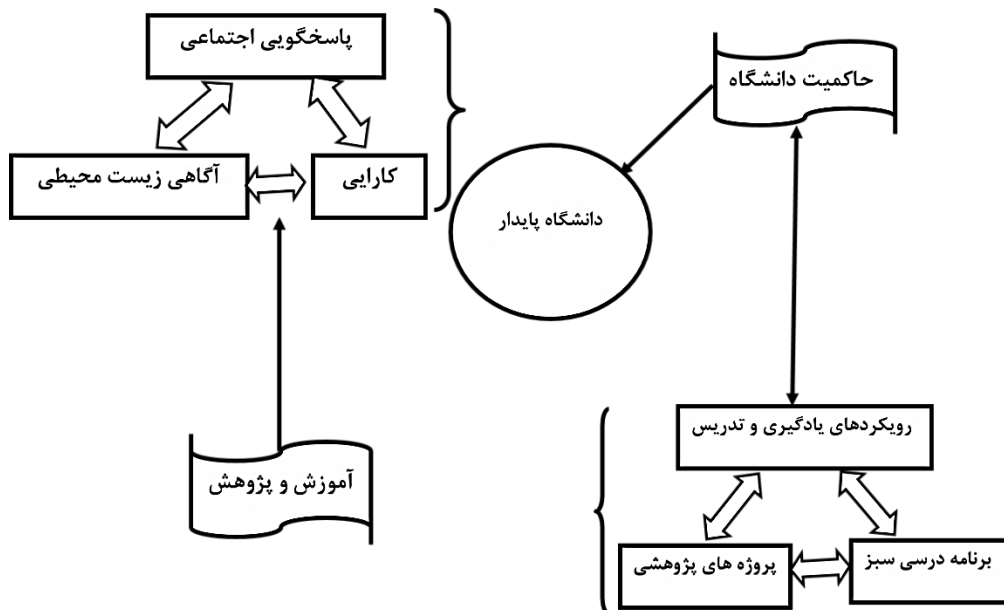 پاسخگویی اجتماعی
حاکمیت دانشگاه
آگاهی زیست محیطی
کارایی
دانشگاه پایدار
رویکردهای یادگیری و تدریس
آموزش و پژوهش
برنامه درسی سبز
پروژه های پژوهشی